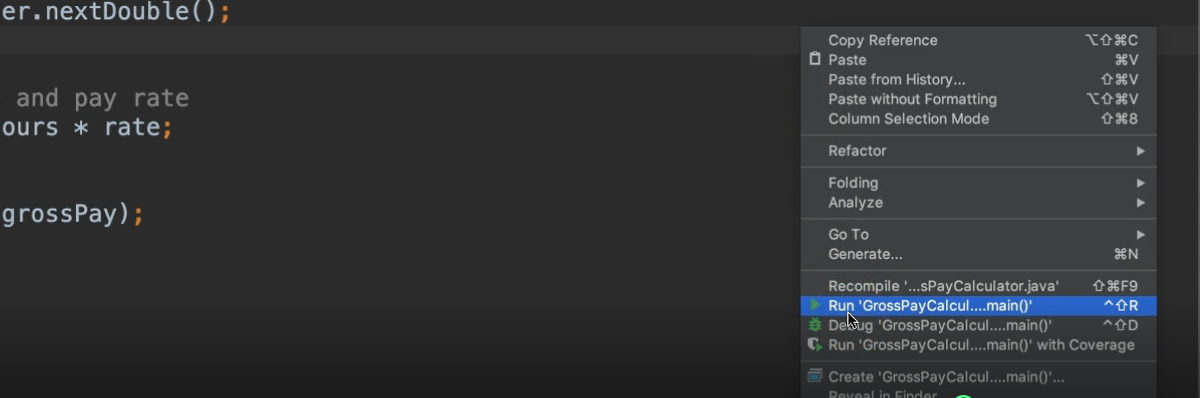 er.nextDouble();
and pay rate
ours * rate;
grossPay);
Copy Reference ⌥⇧⌘C
Paste ⌘V
Paste from History... ⇧⌘V
Paste without Formatting ⌥⇧⌘V
Column Selection Mode ⇧⌘8
Refactor
Folding
Analyze
Go To
Generate... ⌘N
Recompile '...sPayCalculator.java' ⇧⌘F9
Run 'GrossPayCalcul....main()' ^⇧R
Debug 'GrossPayCalcul....main()' ^⇧D
Run 'GrossPayCalcul....main()' with Coverage
Create 'GrossPayCalcul....main()'...
Reveal in Finder